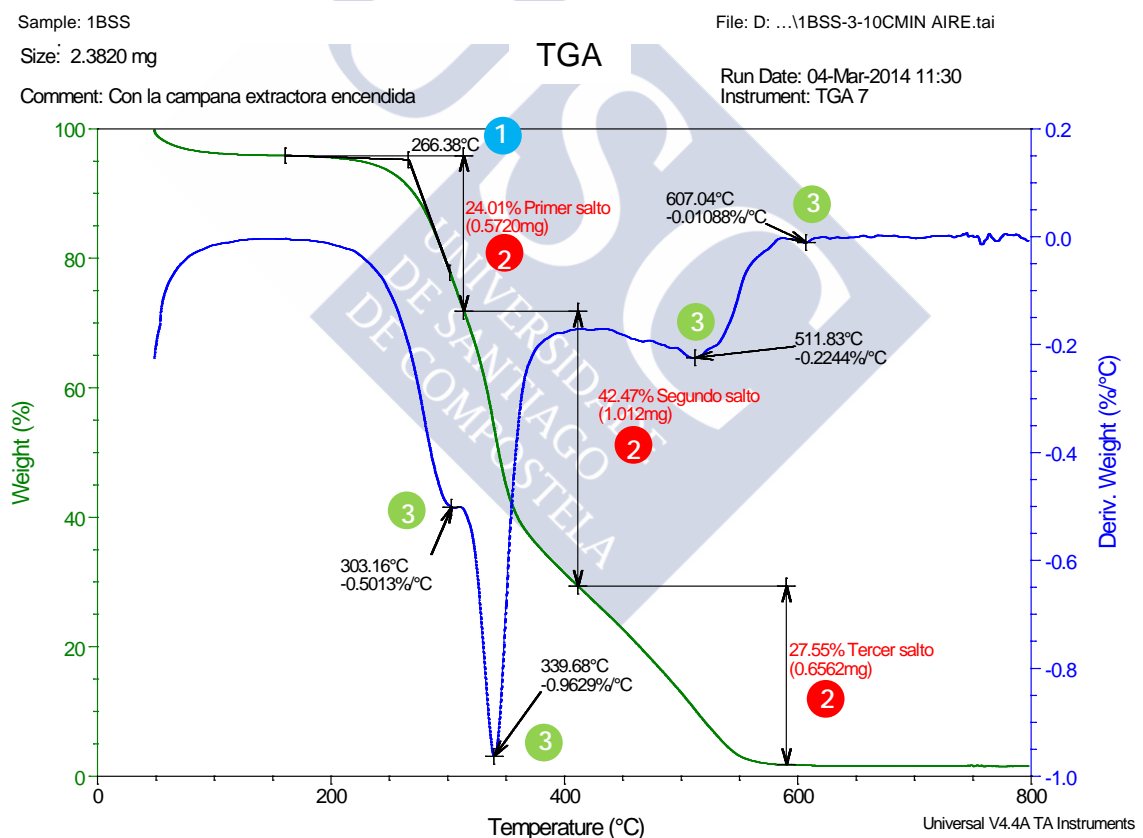 Sample: 1BSS
File: D: ...\1BSS-3-10CMIN AIRE.tai
Size: 2.3820 mg
TGA
Run Date: 04-Mar-2014 11:30
Comment: Con la campana extractora encendida
Instrument: TGA 7
100
0.2
1
266.38°C
24.01% Primer salto
(0.5720mg)
2
607.04°C
-0.01088%/°C
3
80
0.0
UNIVERSIDADE
DE SANTIAGO
DE COMPOSTELA
3
511.83°C
-0.2244%/°C
60
-0.2
42.47% Segundo salto
(1.012mg)
2
Weight (%)
-0.4
Deriv. Weight (%/°C)
40
3
303.16°C
-0.5013%/°C
-0.6
20
27.55% Tercer salto
(0.6562mg)
2
339.68°C
-0.9629%/°C
-0.8
3
0
-1.0
0
200
400
600
800
Temperature (°C)
Universal V4.4A TA Instruments